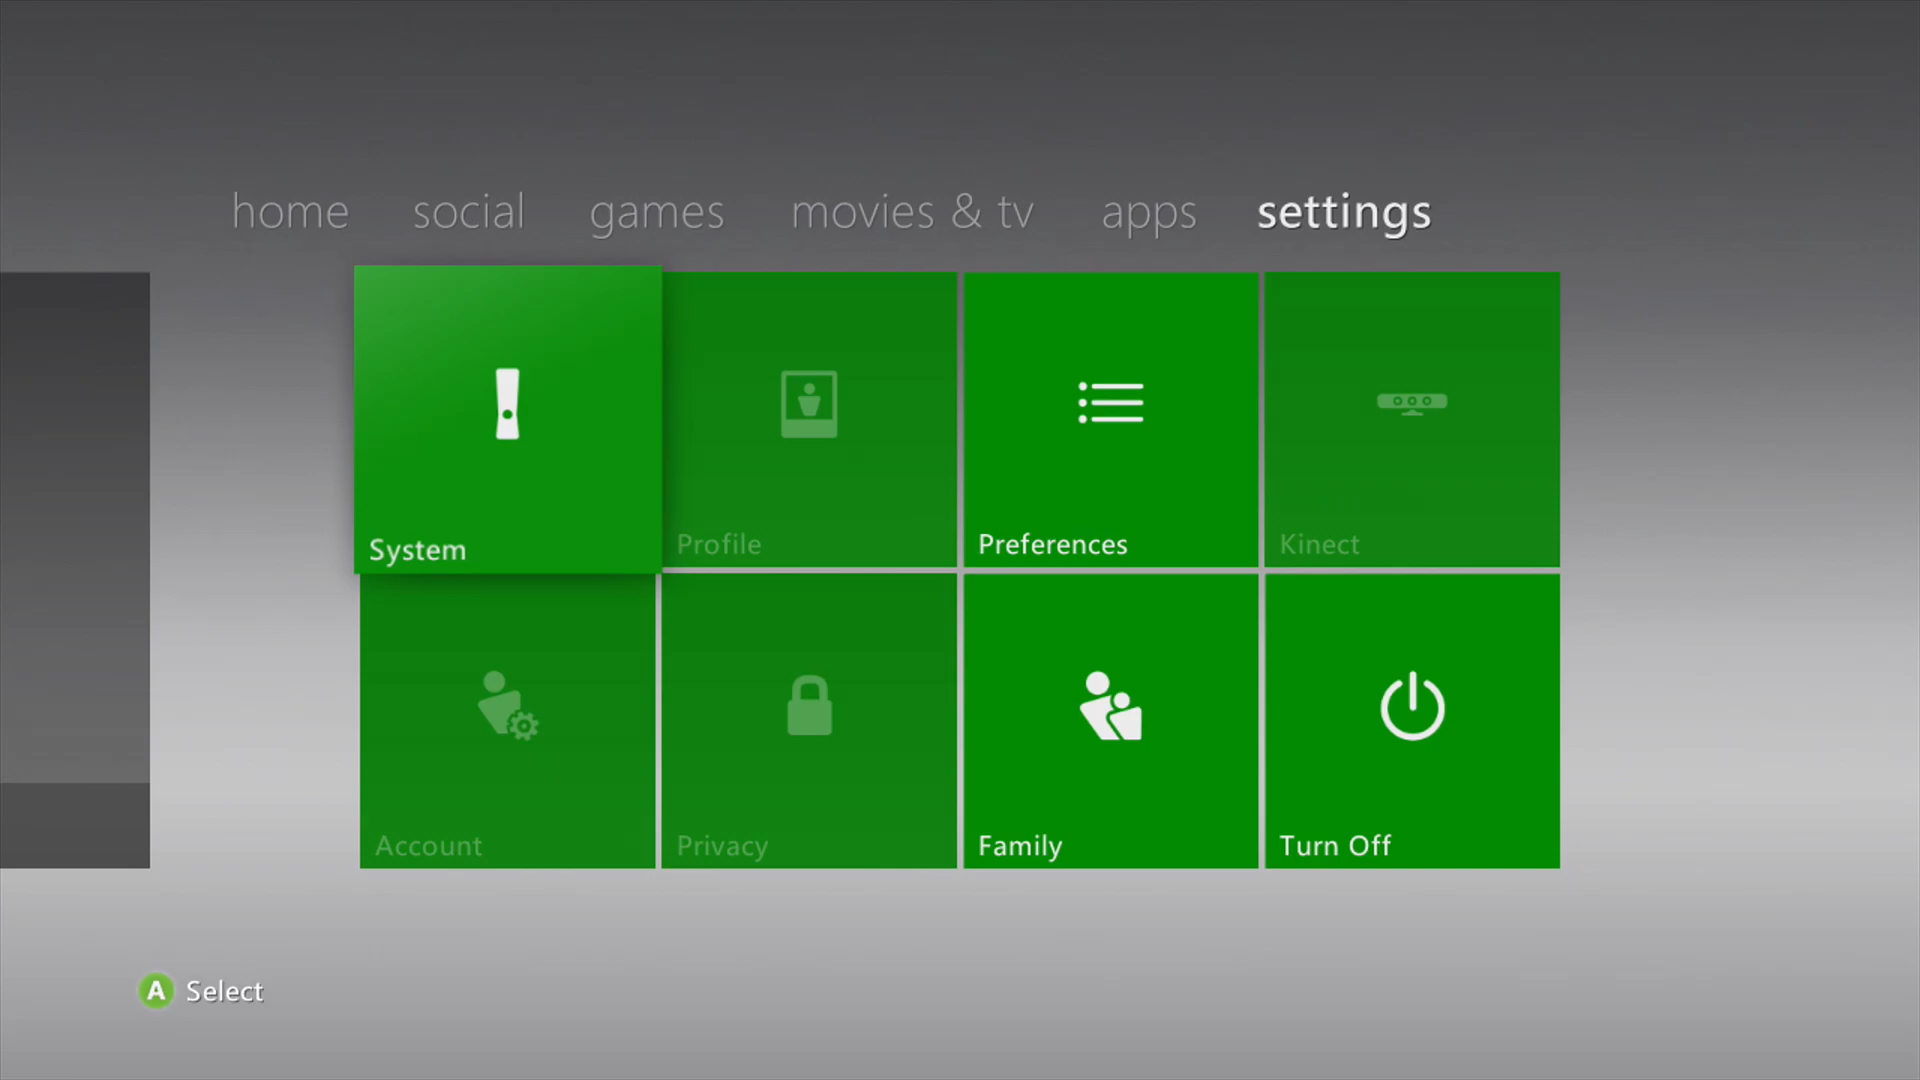 home social games movies & tv apps settings
System Profile Preferences Kinect
Account Privacy Family Turn Off
A Select